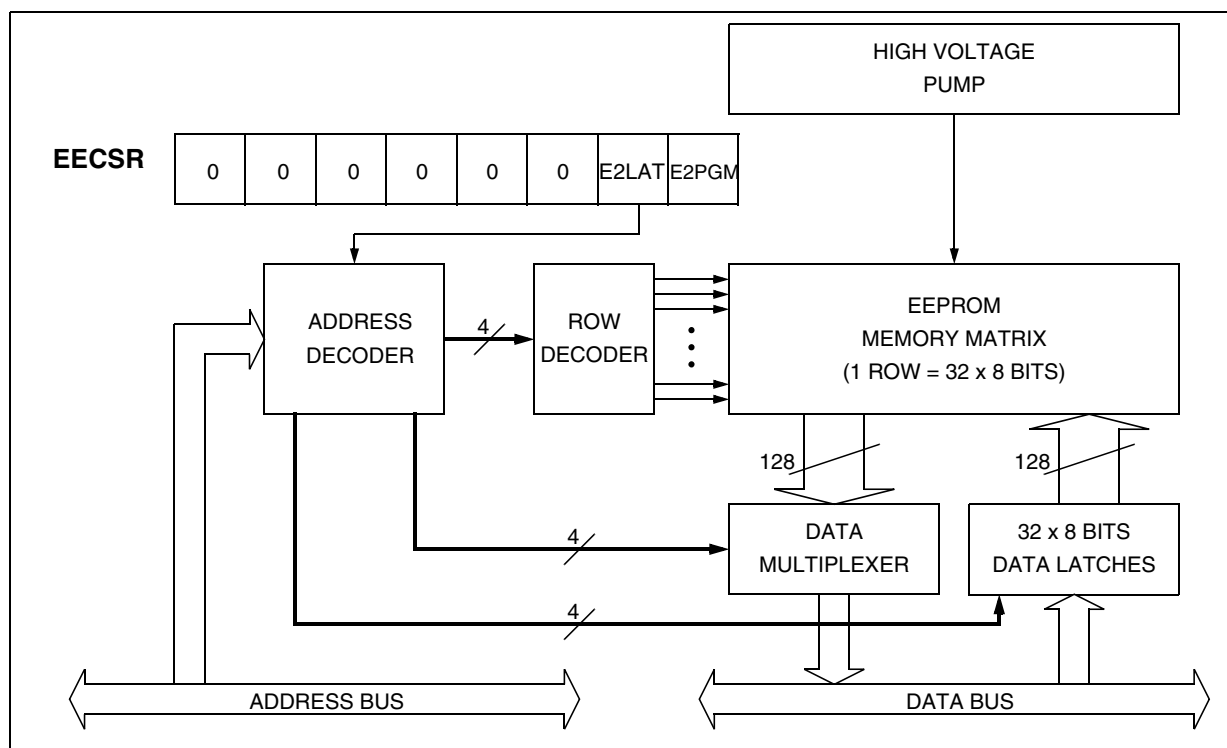 HIGH VOLTAGE
PUMP
EECSR
0 0 0 0 0 0 E2LAT E2PGM
ADDRESS
DECODER
4
ROW
DECODER
EEPROM
MEMORY MATRIX
(1 ROW = 32 x 8 BITS)
128
128
4
DATA
MULTIPLEXER
32 x 8 BITS
DATA LATCHES
4
ADDRESS BUS
DATA BUS